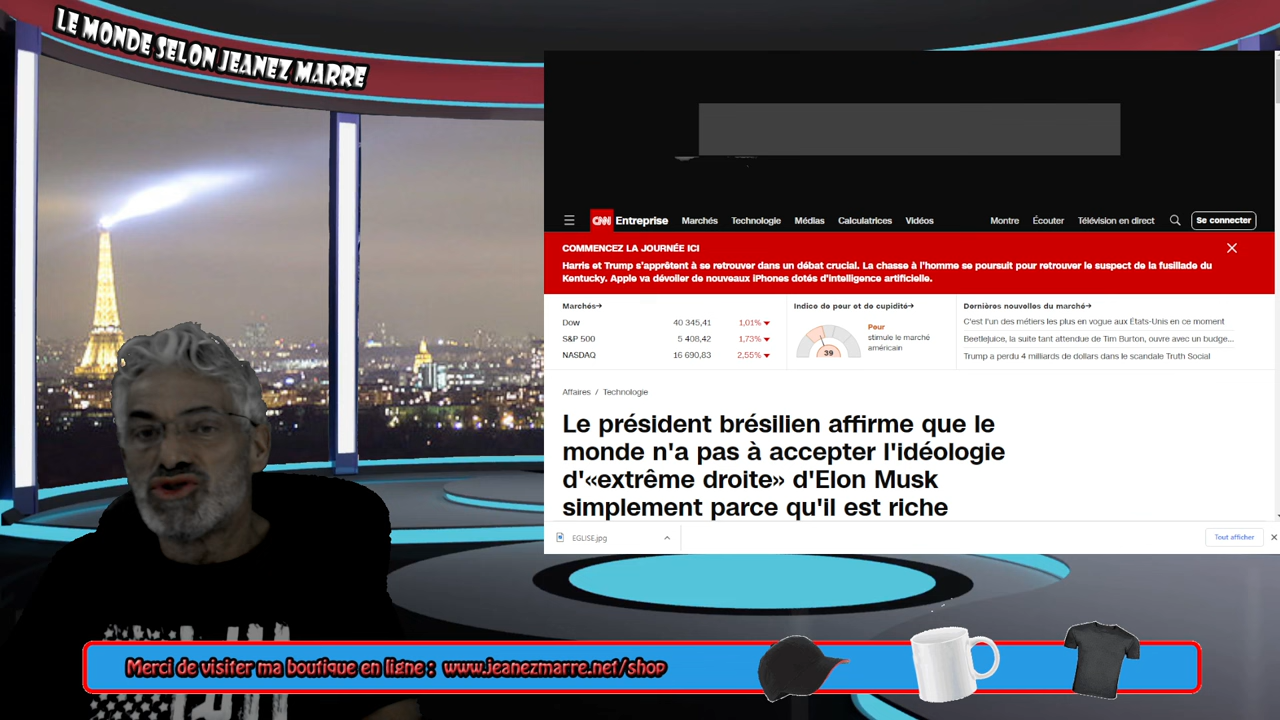 LE MONDE SELON JEANEZ MARRE
CNN Entreprise Marchés Technologie Médias Calculatrices Vidéos Montre Écouter Télévision en direct Se connecter
COMMENCEZ LA JOURNÉE ICI
Harris et Trump s'apprêtent à se retrouver dans un débat crucial. La chasse à l'homme se poursuit pour retrouver le suspect de la fusillade du
Kentucky. Apple va dévoiler de nouveaux iPhones dotés d'intelligence artificielle.
Marchés→
Dow 40 345,41 1,01%
S&P 500 5 408,42 1,73%
NASDAQ 16 690,83 2,55%
Indice de peur et de cupidité→
39
Peur
stimule le marché
américain
Dernières nouvelles du marché→
C'est l'un des métiers les plus en vogue aux États-Unis en ce moment
Beetlejuice, la suite tant attendue de Tim Burton, ouvre avec un budge...
Trump a perdu 4 milliards de dollars dans le scandale Truth Social
Affaires / Technologie
Le président brésilien affirme que le
monde n'a pas à accepter l'idéologie
d'«extrême droite» d'Elon Musk
simplement parce qu'il est riche
EGLISE.jpg
Tout afficher
Merci de visiter ma boutique en ligne : www.jeanezmarre.net/shop